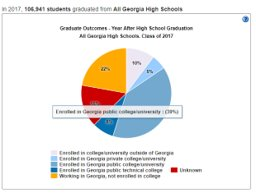 In 2017, 106,941 students graduated from All Georgia High Schools
Graduate Outcomes - Year After High School Graduation
All Georgia High Schools, Class of 2017
10%
5%
22%
Enrolled in Georgia public college/university : (39%)
Enrolled in college/university outside of Georgia
Enrolled in Georgia private college/university
Enrolled in Georgia public college/university
Enrolled in Georgia public technical college
Unknown
Working in Georgia, not enrolled in college